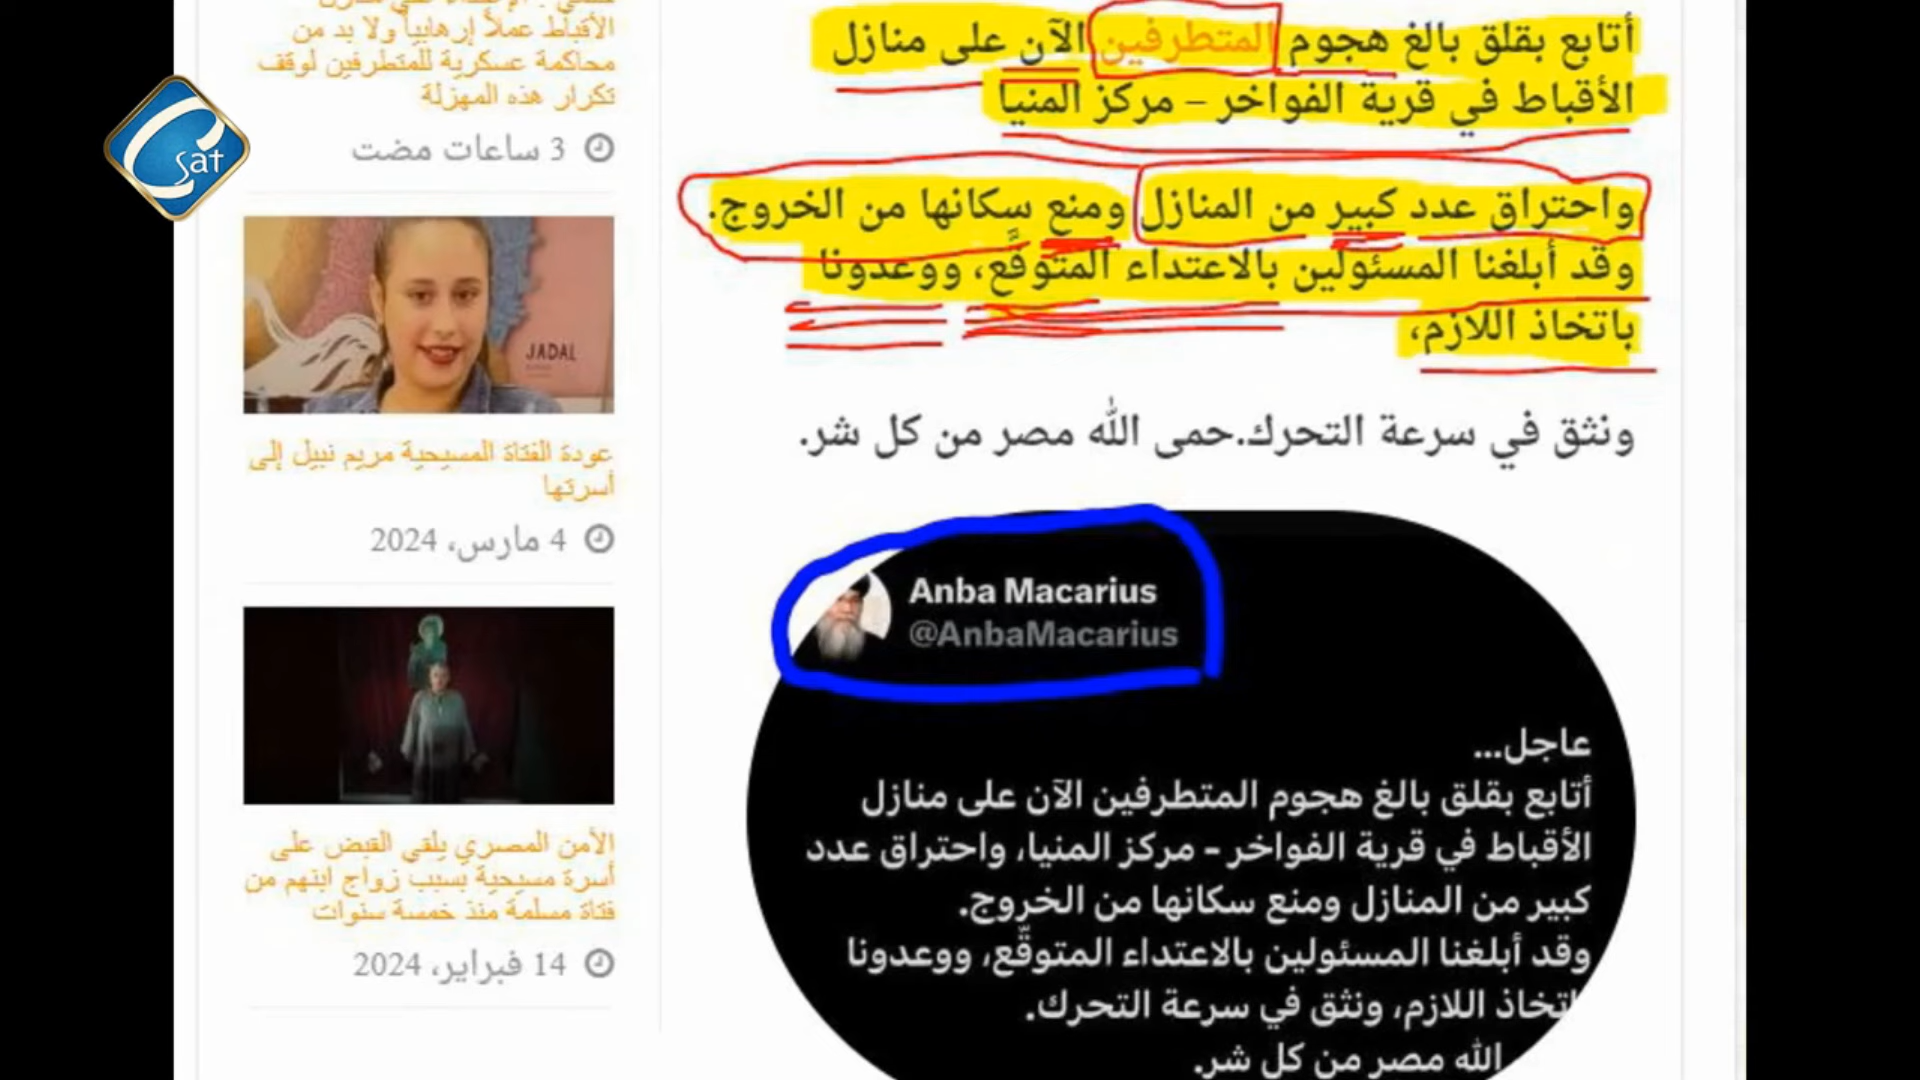 أتابع بقلق بالغ هجوم المتطرفين الآن على منازل
الأقباط في قرية الفواخر – مركز المنيا
واحتراق عدد كبير من المنازل ومنع سكانها من الخروج.
وقد أبلغنا المسئولين بالاعتداء المتوقَّع، ووعدونا
باتخاذ اللازم،
ونثق في سرعة التحرك.حمى الله مصر من كل شر.
Anba Macarius
@AnbaMacarius
عاجل...
أتابع بقلق بالغ هجوم المتطرفين الآن على منازل
الأقباط في قرية الفواخر - مركز المنيا، واحتراق عدد
كبير من المنازل ومنع سكانها من الخروج.
وقد أبلغنا المسئولين بالاعتداء المتوقّع، ووعدونا
اتخاذ اللازم، ونثق في سرعة التحرك.
الله مصر من كل شر.
الأقباط عملاً إرهابياً ولا بد من
محاكمة عسكرية للمتطرفين لوقف
تكرار هذه المهزلة
3 ساعات مضت
JADAL
عودة الفتاة المسيحية مريم نبيل إلى
أسرتها
4 مارس، 2024
الأمن المصري يلقي القبض على
أسرة مسيحية بسبب زواج ابنهم من
فتاة مسلمة منذ خمسة سنوات
14 فبراير، 2024
C sat